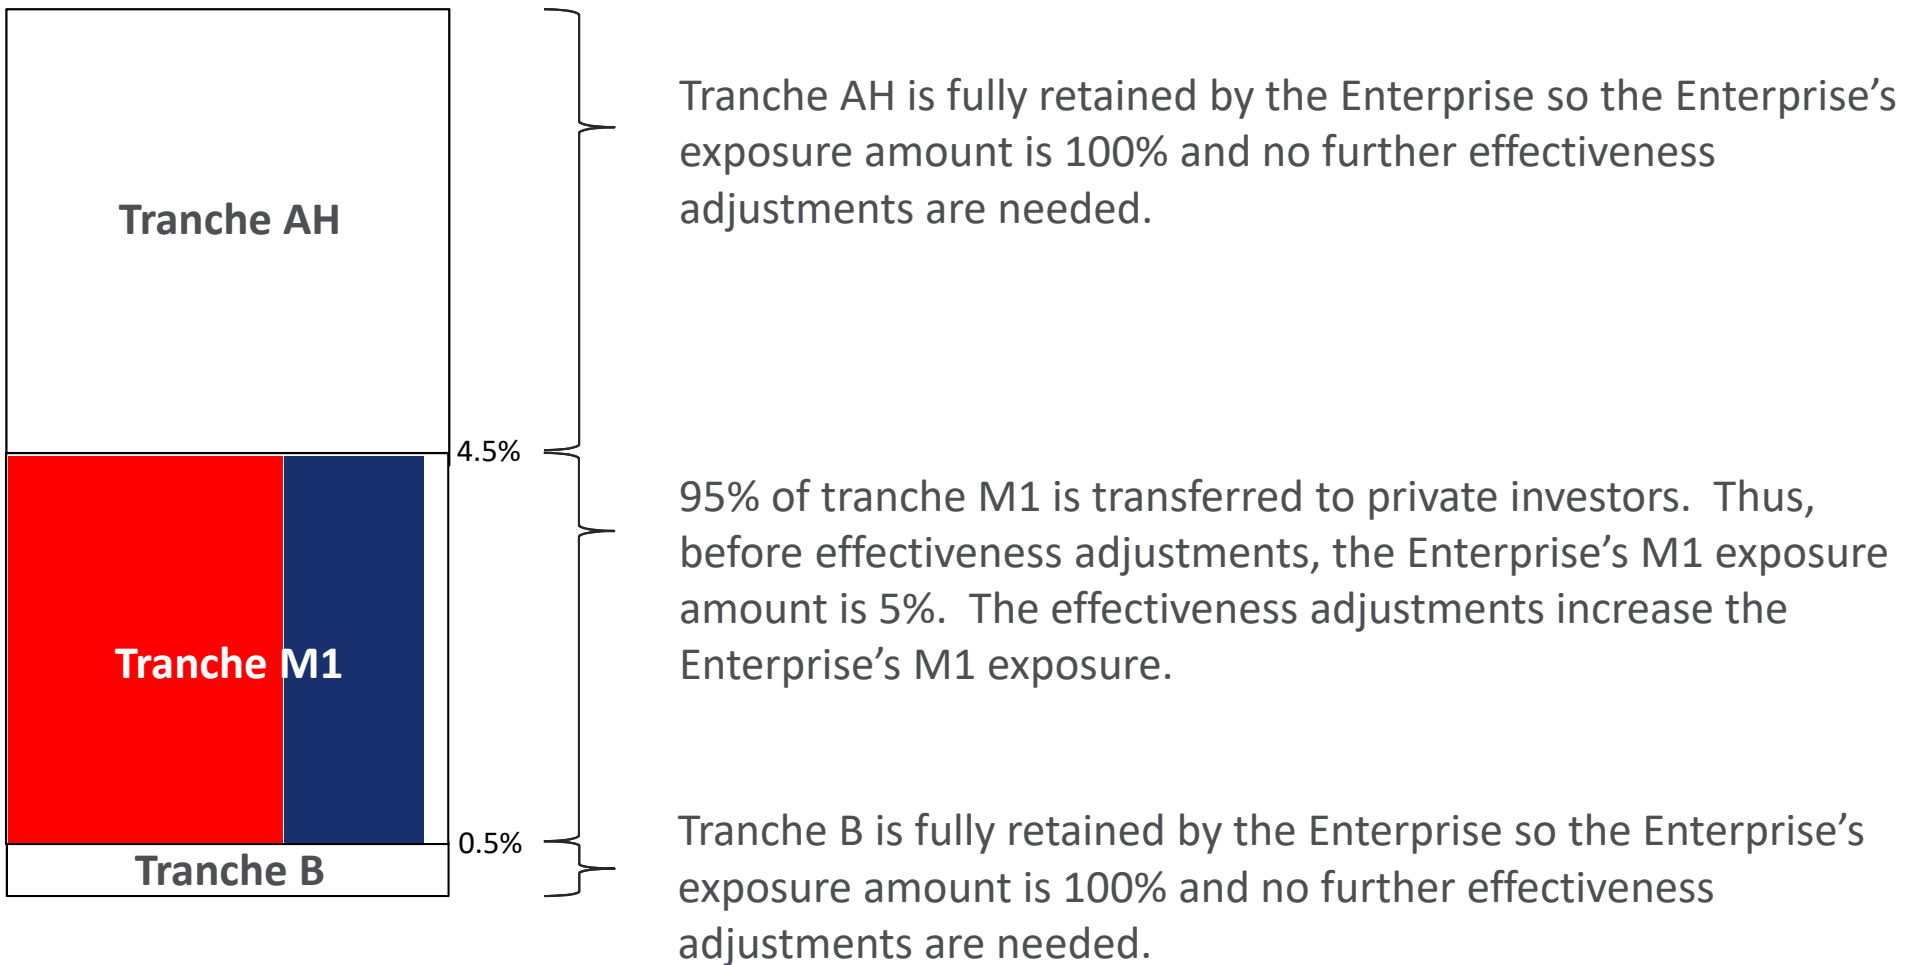 Tranche AH
Tranche AH is fully retained by the Enterprise so the Enterprise’s
exposure amount is 100% and no further effectiveness
adjustments are needed.
4.5%
Tranche M1
95% of tranche M1 is transferred to private investors.  Thus,
before effectiveness adjustments, the Enterprise’s M1 exposure
amount is 5%.  The effectiveness adjustments increase the
Enterprise’s M1 exposure.
0.5%
Tranche B
Tranche B is fully retained by the Enterprise so the Enterprise’s
exposure amount is 100% and no further effectiveness
adjustments are needed.